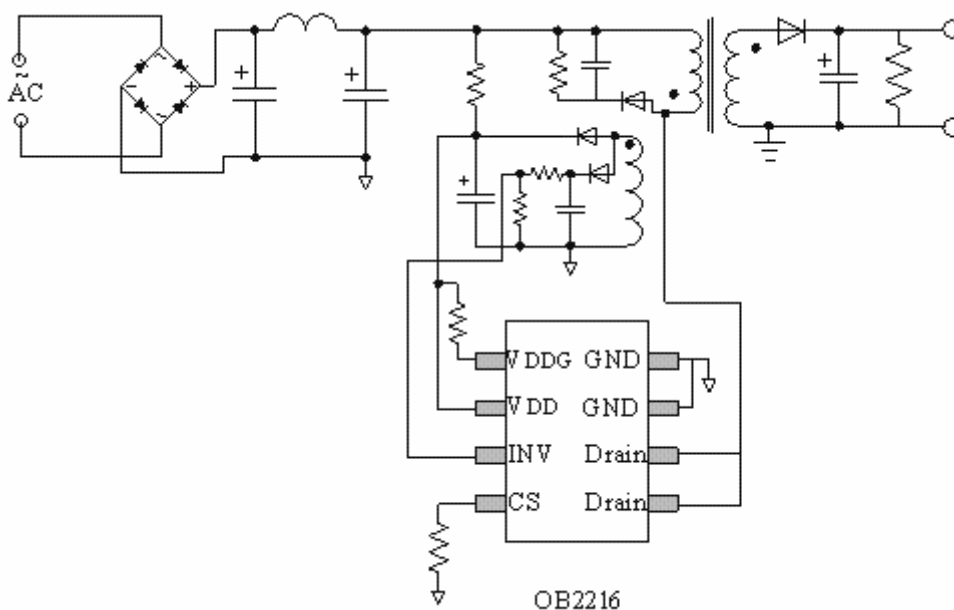 ~
AC
+
+
~
-
+
~
+
+
VDDG GND
VDD GND
INV Drain
CS Drain
OB2216